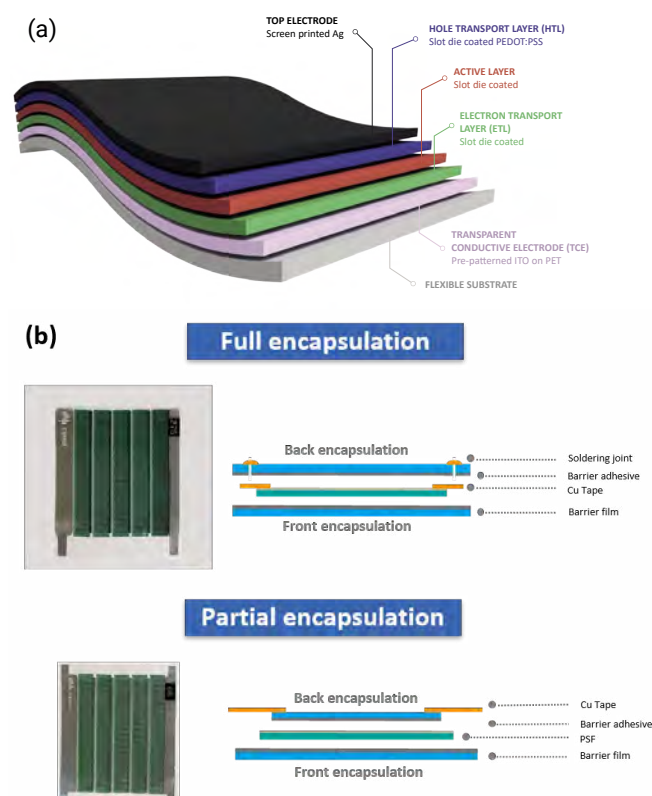 (a)
TOP ELECTRODE
Screen printed Ag
HOLE TRANSPORT LAYER (HTL)
Slot die coated PEDOT:PSS
ACTIVE LAYER
Slot die coated
ELECTRON TRANSPORT
LAYER (ETL)
Slot die coated
TRANSPARENT
CONDUCTIVE ELECTRODE (TCE)
Pre-patterned ITO on PET
FLEXIBLE SUBSTRATE
(b)
Full encapsulation
Back encapsulation
Soldering joint
Barrier adhesive
Cu Tape
Barrier film
Front encapsulation
Partial encapsulation
Back encapsulation
Cu Tape
Barrier adhesive
PSF
Barrier film
Front encapsulation